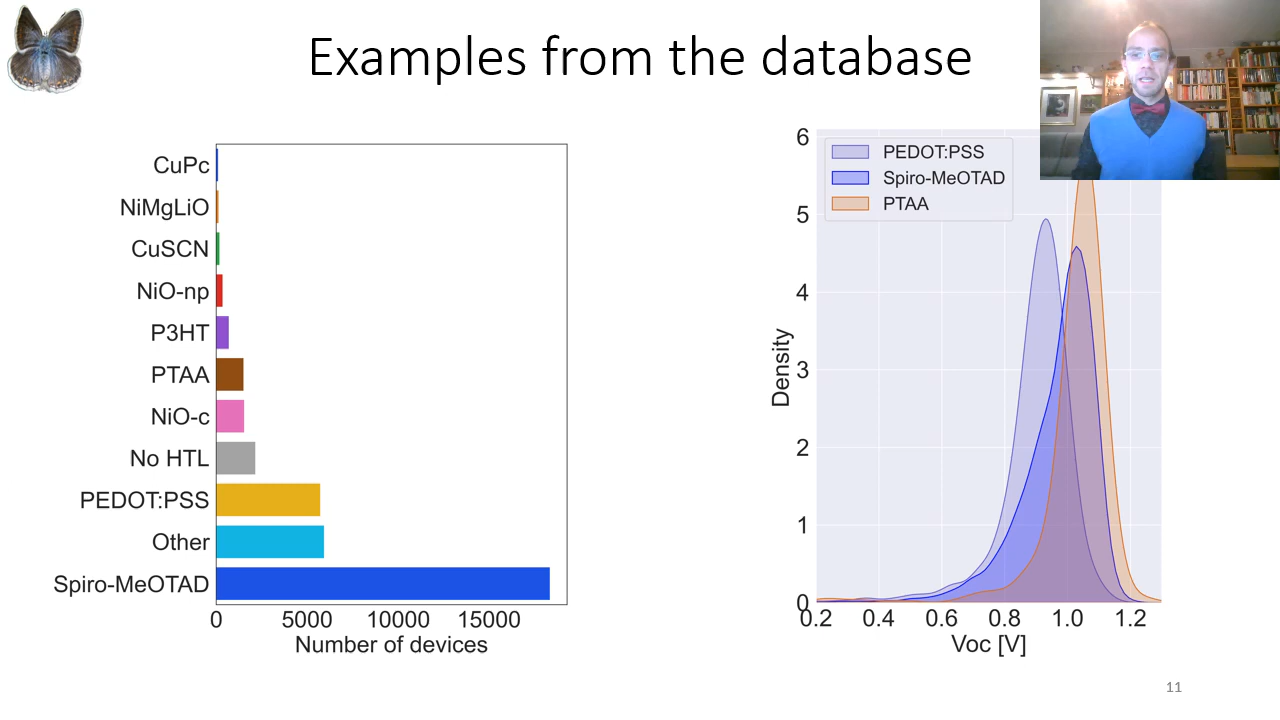 Examples from the database
CuPc
NiMgLiO
CuSCN
NiO-np
P3HT
PTAA
NiO-c
No HTL
PEDOT:PSS
Other
Spiro-MeOTAD
0 5000 10000 15000
Number of devices
6
5
4
3
2
1
0
Density
PEDOT:PSS
Spiro-MeOTAD
PTAA
0.2 0.4 0.6 0.8 1.0 1.2
Voc [V]
11